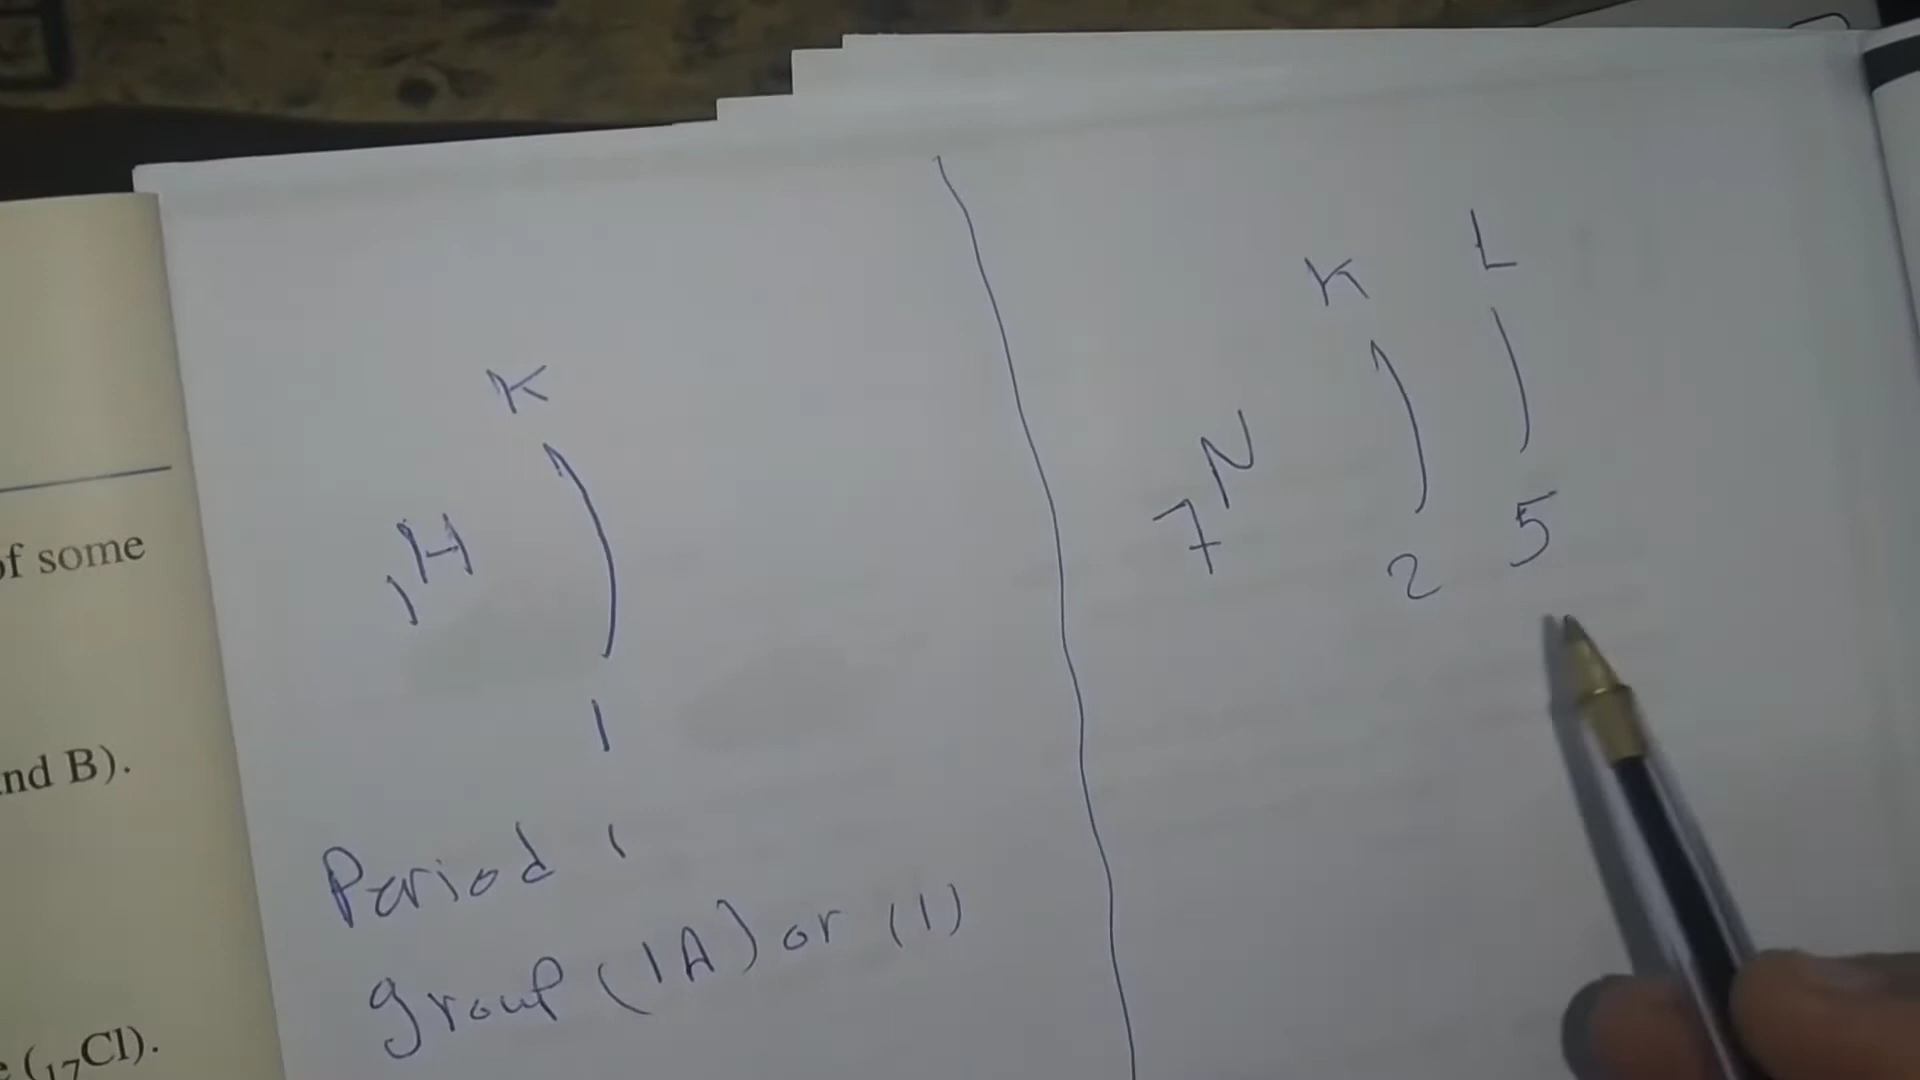 of some
nd B).
(₁₇Cl).
K
₁H
1
Period 1
group (1A) or (1)
K L
₇N
2 5